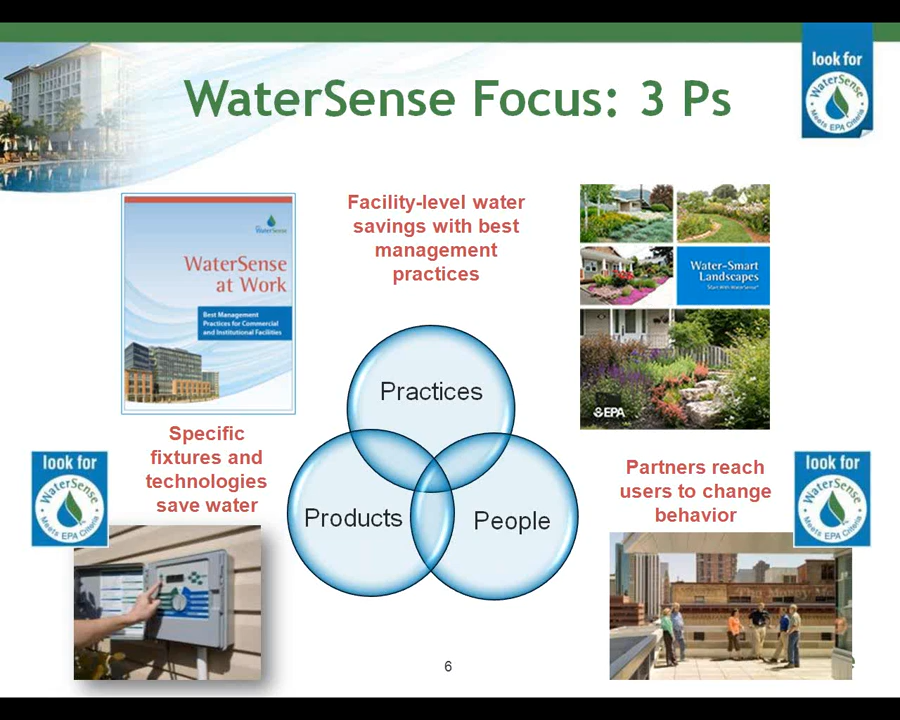 look for
WaterSense
Meets EPA Criteria
WaterSense Focus: 3 Ps
WaterSense
WaterSense
at Work
Best Management
Practices for Commercial
and Institutional Facilities
Facility-level water
savings with best
management
practices
Water-Smart
Landscapes
Start With WaterSense
EPA
Practices
Products
People
Specific
fixtures and
technologies
save water
look for
WaterSense
Meets EPA Criteria
Partners reach
users to change
behavior
look for
WaterSense
Meets EPA Criteria
6